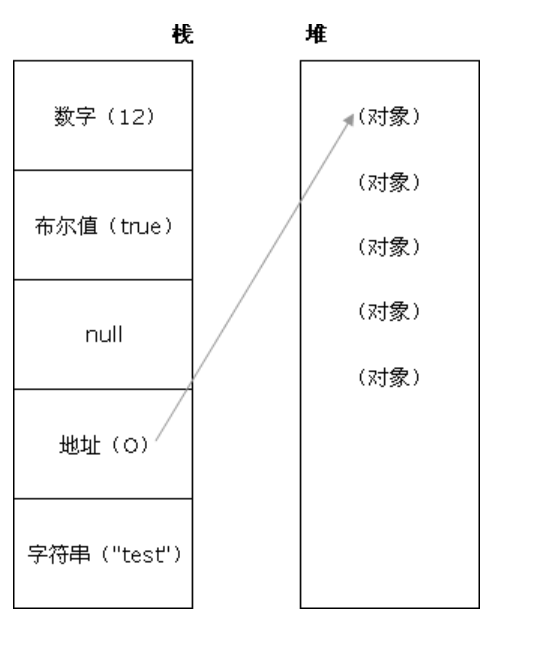 栈
堆
数字（12）
布尔值（true）
null
地址（O）
字符串（"test"）
（对象）
（对象）
（对象）
（对象）
（对象）